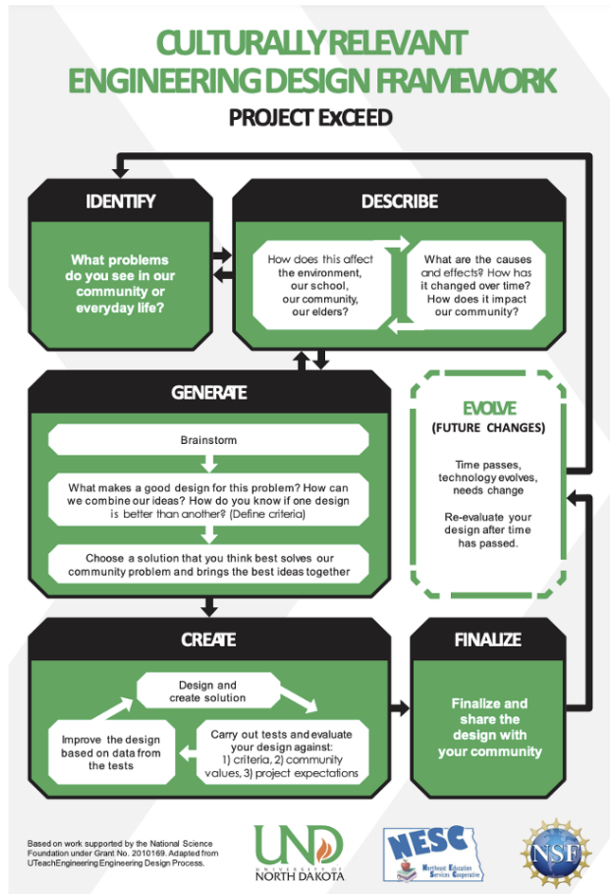 CULTURALLY RELEVANT
ENGINEERING DESIGN FRAMEWORK
PROJECT ExCEED
IDENTIFY
What problems
do you see in our
community or
everyday life?
DESCRIBE
How does this affect
the environment,
our school,
our community,
our elders?
What are the causes
and effects? How has
it changed over time?
How does it impact
our community?
GENERATE
Brainstorm
What makes a good design for this problem? How can
we combine our ideas? How do you know if one design
is better than another? (Define criteria)
Choose a solution that you think best solves our
community problem and brings the best ideas together
EVOLVE
(FUTURE CHANGES)
Time passes,
technology evolves,
needs change
Re-evaluate your
design after time
has passed.
CREATE
Design and
create solution
Carry out tests and evaluate
your design against:
1) criteria, 2) community
values, 3) project expectations
Improve the design
based on data from
the tests
FINALIZE
Finalize and
share the
design with
your community
Based on work supported by the National Science
Foundation under Grant No. 2010169. Adapted from
UTeachEngineering Engineering Design Process.
UND
UNIVERSITY OF
NORTH DAKOTA
NESC
Northeast Education
Services Cooperative
NSF